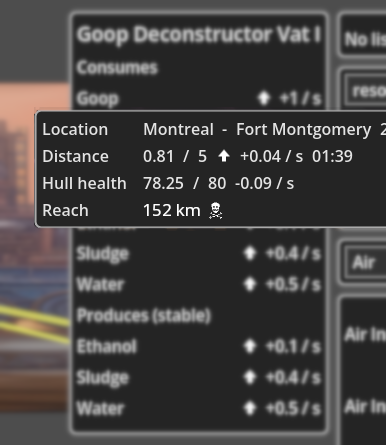 Goop Deconstructor Vat I
No lis
Consumes
Goop +1 / s
reso
Location Montreal - Fort Montgomery 2
Distance 0.81 / 5 +0.04 / s 01:39
Hull health 78.25 / 80 -0.09 / s
Reach 152 km
Sludge +0.4 / s
Air
Water +0.5 / s
Produces (stable)
Air In
Ethanol +0.1 / s
Sludge +0.4 / s
Air In
Water +0.5 / s